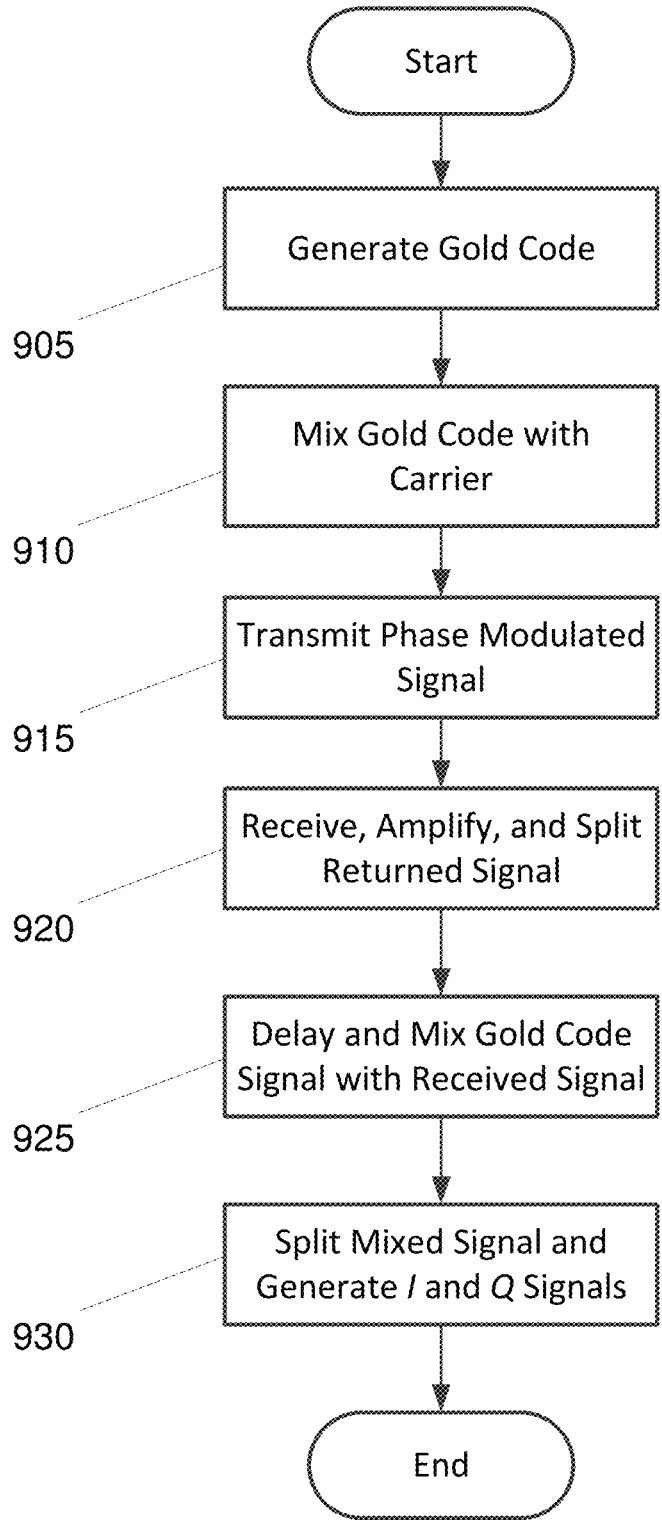 Start
Generate Gold Code
905
Mix Gold Code with
Carrier
910
Transmit Phase Modulated
Signal
915
Receive, Amplify, and Split
Returned Signal
920
Delay and Mix Gold Code
Signal with Received Signal
925
Split Mixed Signal and
Generate I and Q Signals
930
End